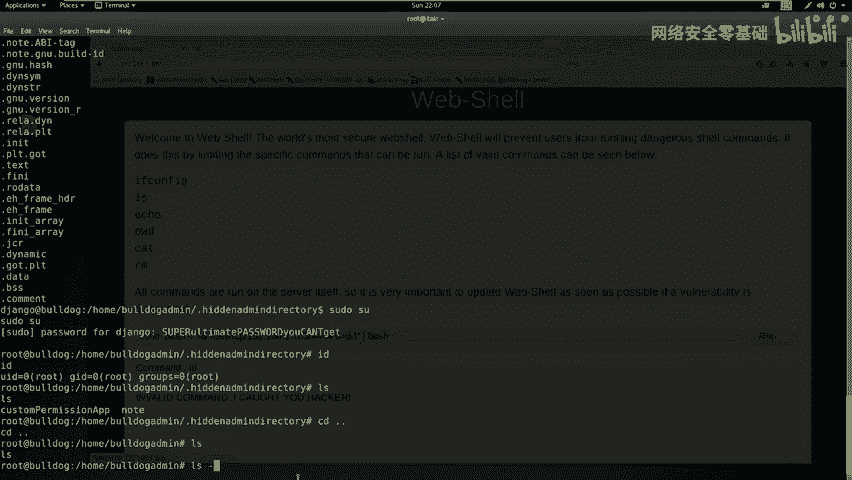 Applications ▾ Places ▾ Terminal ▾ Sun 22:07
root@kali: ~
File Edit View Search Terminal Help
网络安全零基础 bilibili
.note.ABI-tag
.note.gnu.build-id
.gnu.hash
.dynsym
.dynstr
.gnu.version
.gnu.version_r
.rela.dyn
.rela.plt
.init
.plt.got
.text
.fini
.rodata
.eh_frame_hdr
.eh_frame
.init_array
.fini_array
.jcr
.dynamic
.got.plt
.data
.bss
.comment
django@bulldog:/home/bulldogadmin/.hiddenadmindirectory$ sudo su
sudo su
[sudo] password for django: SUPERultimatePASSWORDyouCANTget
root@bulldog:/home/bulldogadmin/.hiddenadmindirectory# id
id
uid=0(root) gid=0(root) groups=0(root)
root@bulldog:/home/bulldogadmin/.hiddenadmindirectory# ls
ls
customPermissionApp note
root@bulldog:/home/bulldogadmin/.hiddenadmindirectory# cd ..
cd ..
root@bulldog:/home/bulldogadmin# ls
ls
root@bulldog:/home/bulldogadmin# ls -
Web-Shell
Welcome to Web-Shell! The world's most secure webshell. Web-Shell will prevent users from running dangerous shell commands. It
does this by limiting the specific commands that can be run. A list of valid commands can be seen below:
ifconfig
ls
echo
pwd
cat
rm
All commands are run on the server itself, so it is very important to update Web-Shell as soon as possible if a vulnerability is
bash
Run
Command : id
INVALID COMMAND. I CAUGHT YOU HACKER!